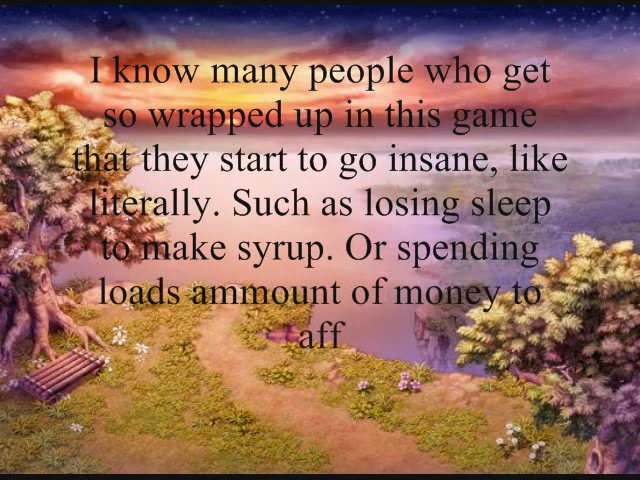 I know many people who get
so wrapped up in this game
that they start to go insane, like
literally. Such as losing sleep
to make syrup. Or spending
loads ammount of money to
aff